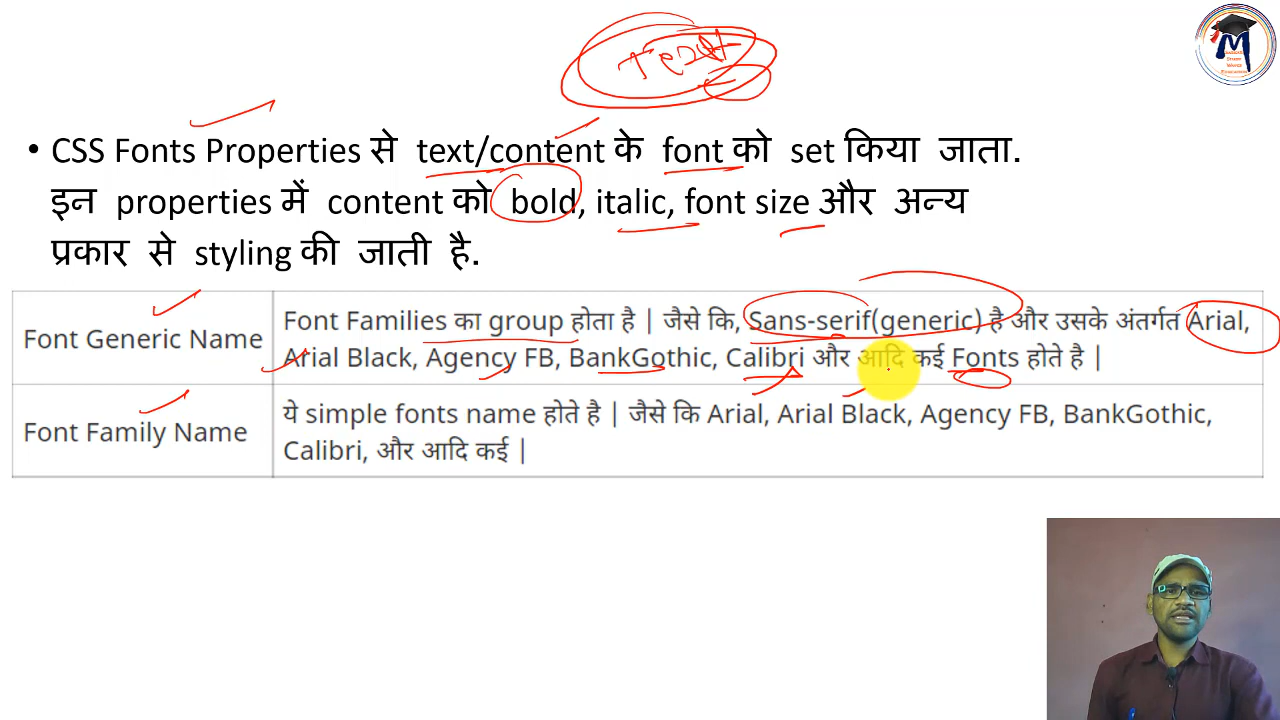 Text
• CSS Fonts Properties से text/content के font को set किया जाता.
इन properties में content को bold, italic, font size और अन्य
प्रकार से styling की जाती है.
Font Generic Name
Font Families का group होता है | जैसे कि, Sans-serif(generic) है और उसके अंतर्गत Arial,
Arial Black, Agency FB, BankGothic, Calibri और आदि कई Fonts होते है |
Font Family Name
ये simple fonts name होते है | जैसे कि Arial, Arial Black, Agency FB, BankGothic,
Calibri, और आदि कई |